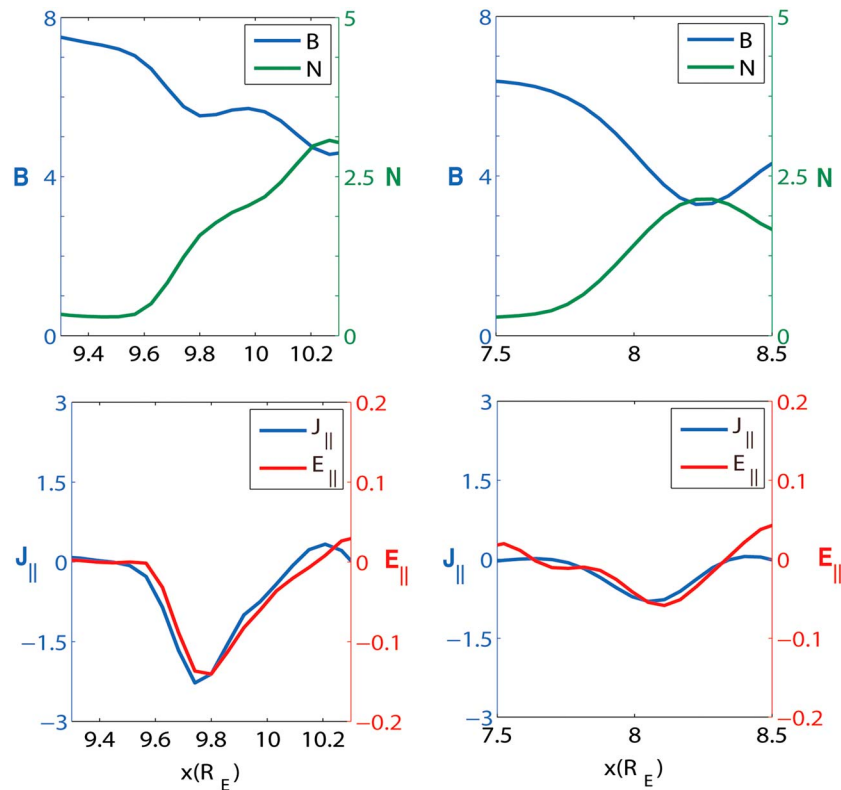 8 5 8 5
B B
N N
B 4 2.5 N B 4 2.5 N
0 0 0 0
9.4 9.6 9.8 10 10.2 7.5 8 8.5
3 0.2 3 0.2
J|| J||
E|| E||
1.5 0.1 1.5 0.1
J|| 0 0 E|| J|| 0 0 E||
−1.5 −0.1 −1.5 −0.1
−3 −0.2 −3 −0.2
9.4 9.6 9.8 10 10.2 7.5 8 8.5
x(R_E) x(R_E)